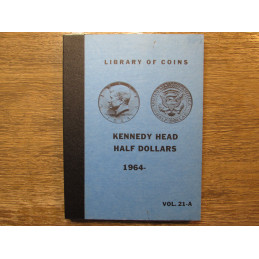 LIBRARY OF COINS
KENNEDY HEAD
HALF DOLLARS
1964-
VOL. 21-A